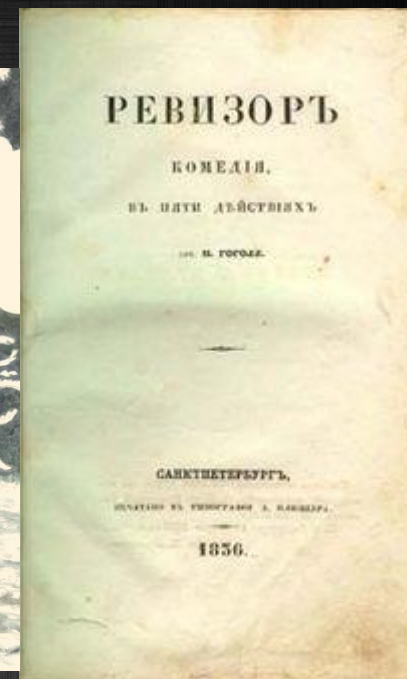 РЕВИЗОРЪ
КОМЕДІЯ,
ВЪ ПЯТИ ДѢЙСТВІЯХЪ
СОЧ. Н. ГОГОЛЯ.
САНКТПЕТЕРБУРГЪ,
ПЕЧАТАНО ВЪ ТИПОГРАФІИ А. ПЛЮШАРА.
1836.